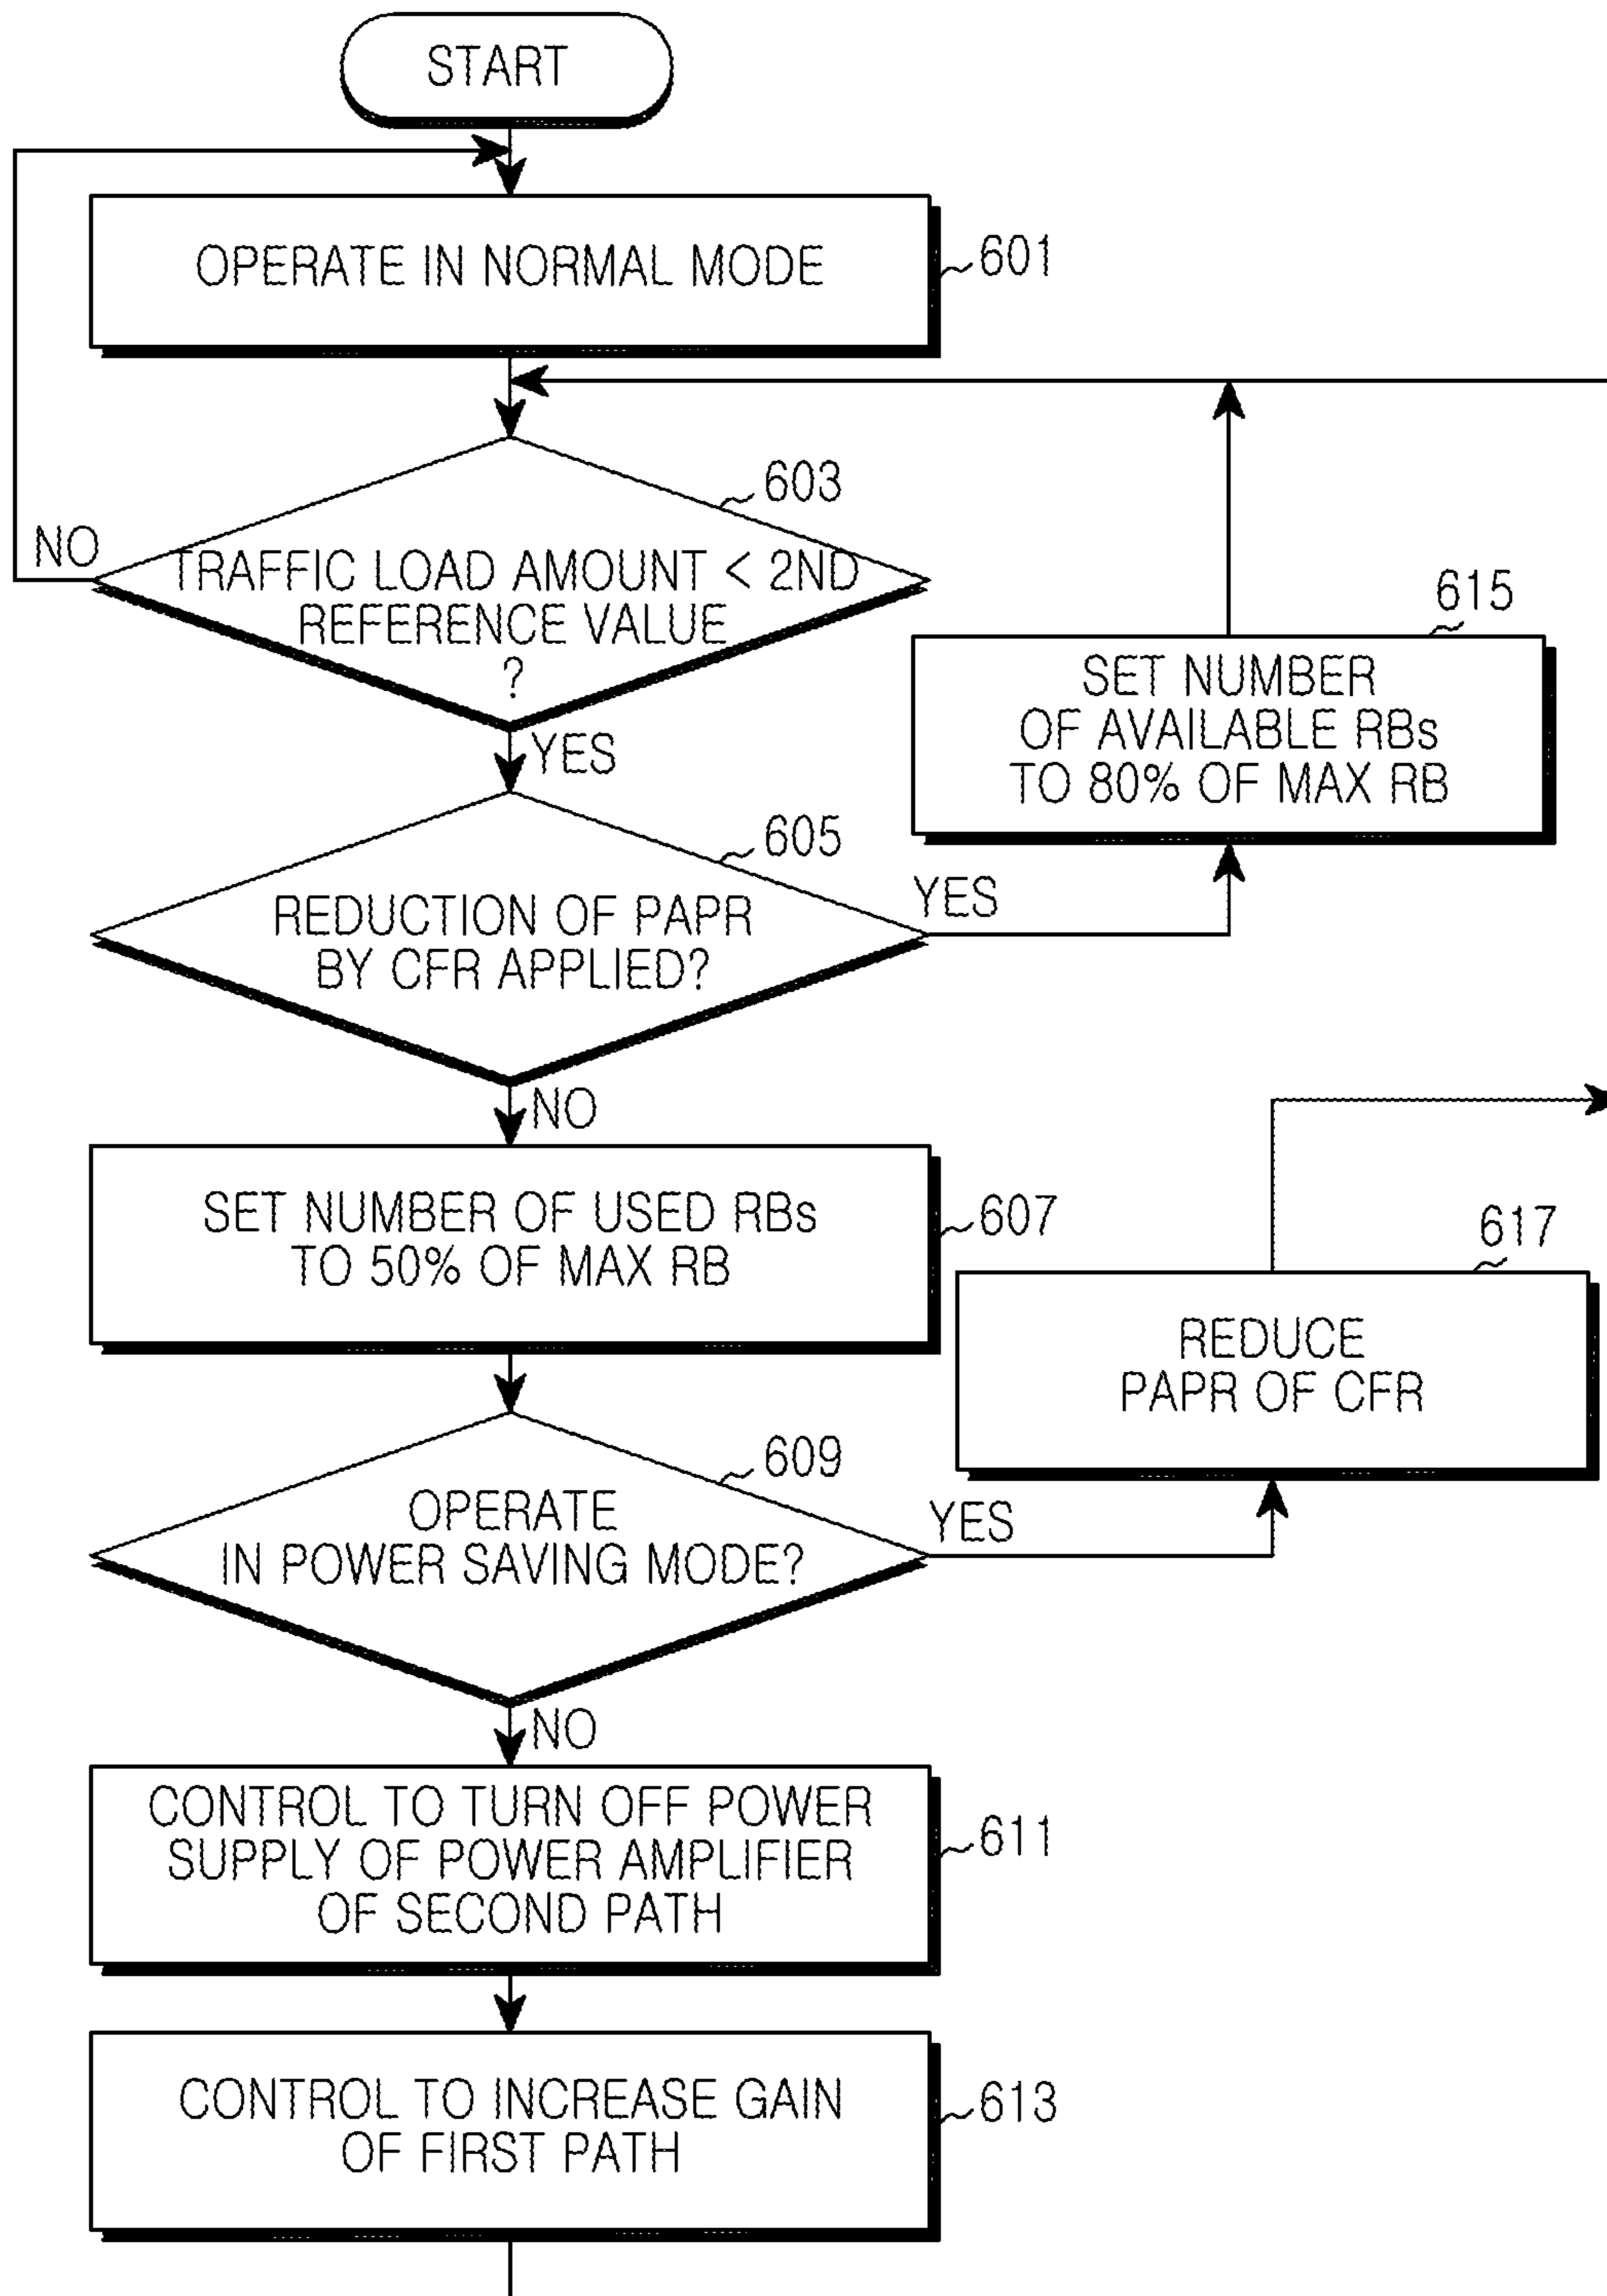 START
OPERATE IN NORMAL MODE
601
603
NO
TRAFFIC LOAD AMOUNT < 2ND
REFERENCE VALUE
?
YES
615
SET NUMBER
OF AVAILABLE RBs
TO 80% OF MAX RB
605
REDUCTION OF PAPR
BY CFR APPLIED?
YES
NO
SET NUMBER OF USED RBs
TO 50% OF MAX RB
607
617
REDUCE
PAPR OF CFR
609
OPERATE
IN POWER SAVING MODE?
YES
NO
CONTROL TO TURN OFF POWER
SUPPLY OF POWER AMPLIFIER
OF SECOND PATH
611
CONTROL TO INCREASE GAIN
OF FIRST PATH
613